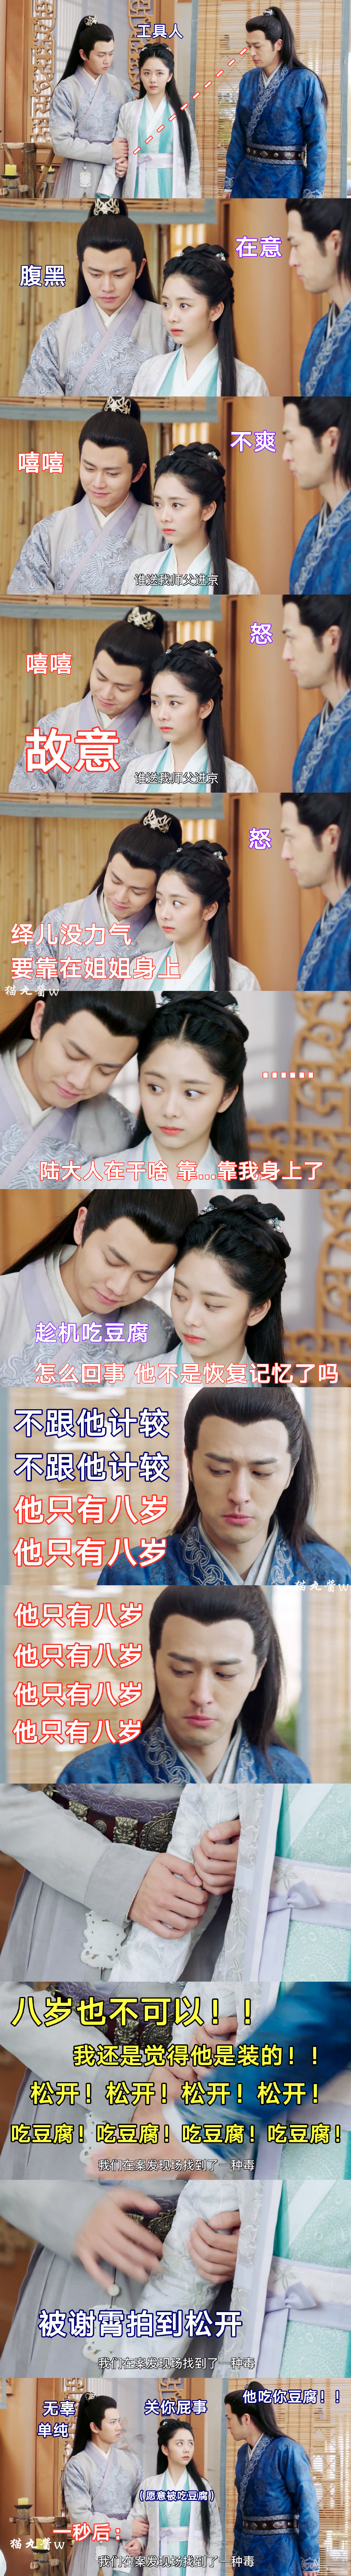 工具人
在意
腹黑
不爽
嘻嘻
谁送我师父进京
怒
嘻嘻
故意
谁送我师父进京
怒
绎儿没力气
要靠在姐姐身上
猫丸酱w
......
陆大人在干啥 靠...靠我身上了
趁机吃豆腐
怎么回事 他不是恢复记忆了吗
不跟他计较
不跟他计较
他只有八岁
他只有八岁
猫丸酱w
他只有八岁
他只有八岁
他只有八岁
他只有八岁
八岁也不可以！！
我还是觉得他是装的！！
松开！松开！松开！松开！
吃豆腐！吃豆腐！吃豆腐！吃豆腐！
我们在案发现场找到了一种毒
被谢霄拍到松开
我们在案发现场找到了一种毒
他吃你豆腐！！
无辜
单纯
关你屁事
（愿意被吃豆腐）
一秒后：
猫丸酱w
我们在案发现场找到了一种毒